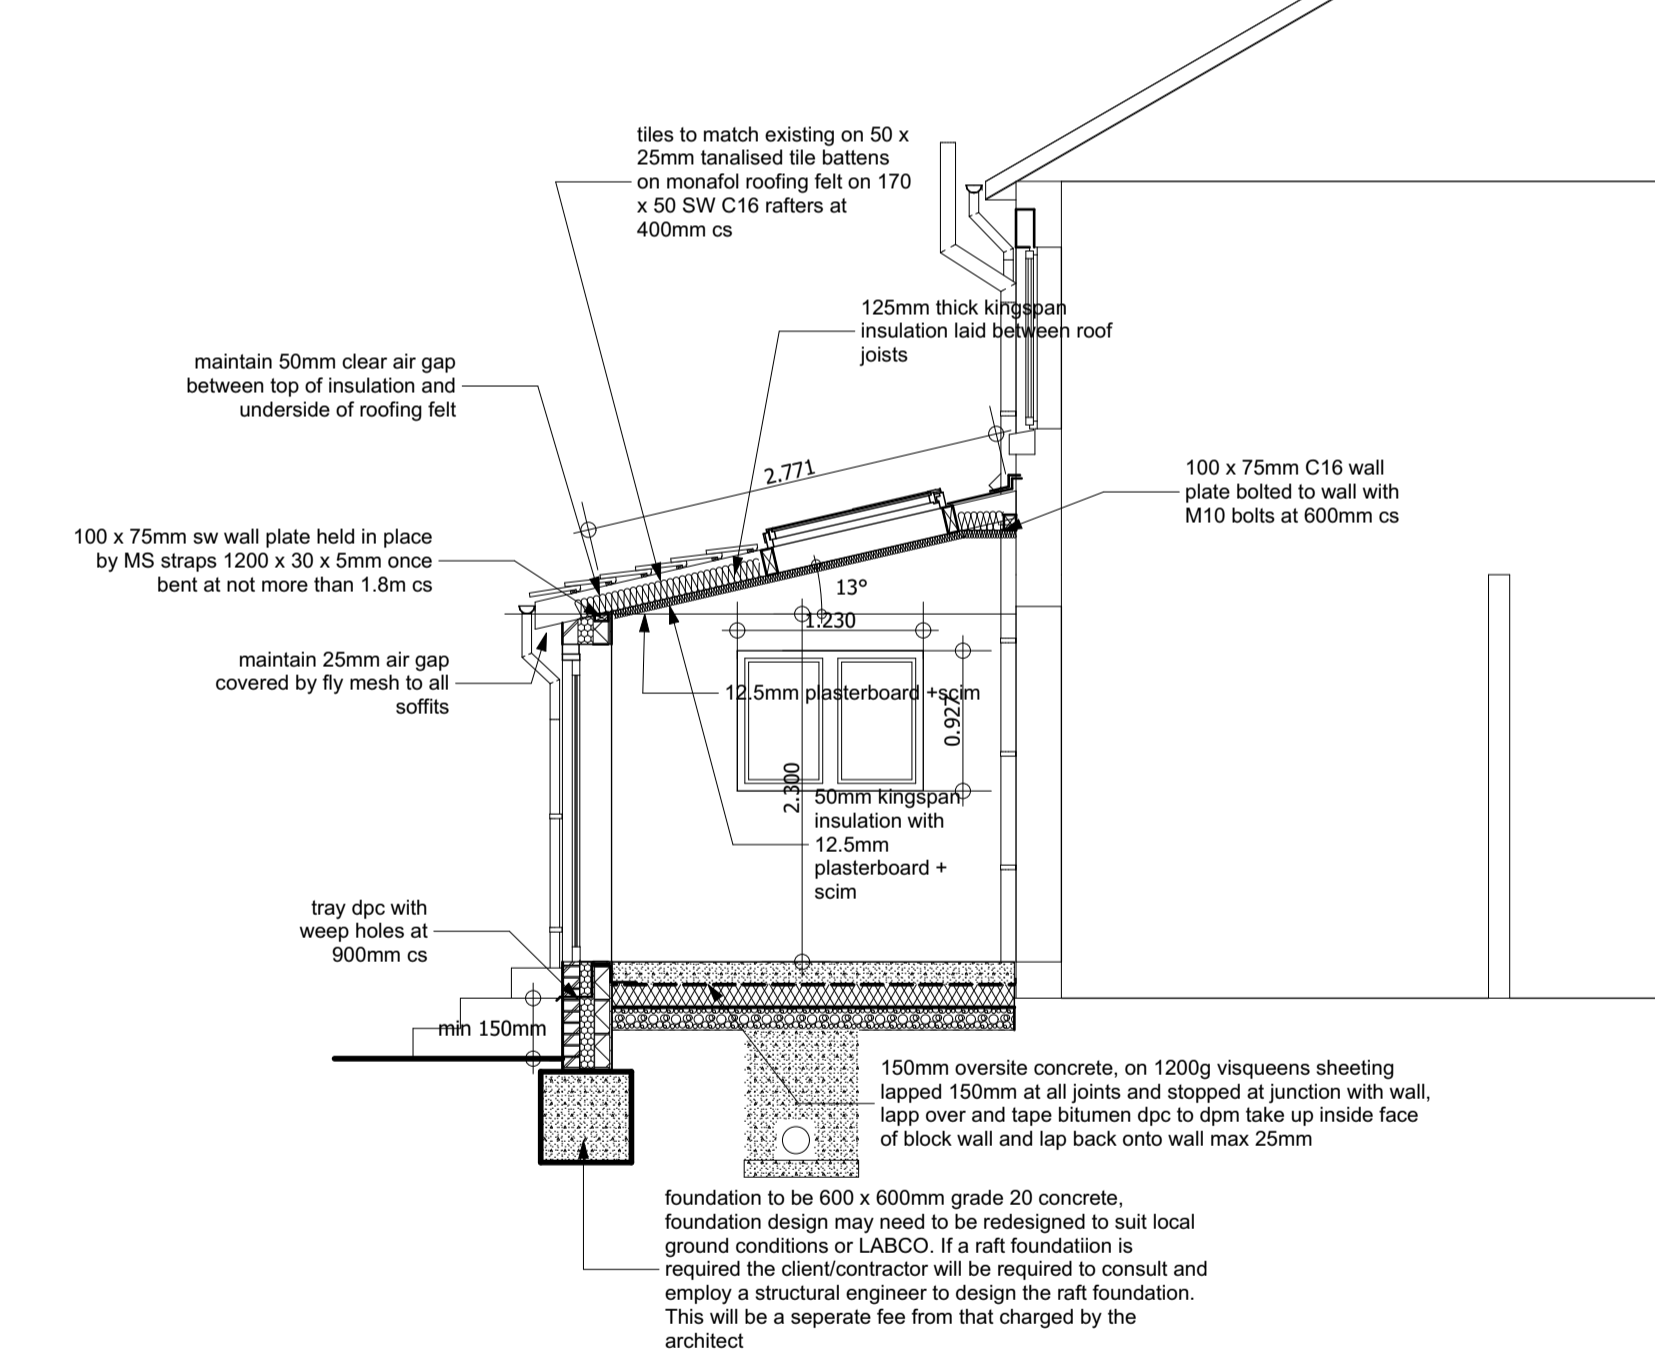 tiles to match existing on 50 x
25mm tanalised tile battens
on monafol roofing felt on 170
x 50 SW C16 rafters at
400mm cs
125mm thick kingspan
insulation laid between roof
joists
maintain 50mm clear air gap
between top of insulation and
underside of roofing felt
2.771
100 x 75mm C16 wall
plate bolted to wall with
M10 bolts at 600mm cs
100 x 75mm sw wall plate held in place
by MS straps 1200 x 30 x 5mm once
bent at not more than 1.8m cs
13°
1.230
maintain 25mm air gap
covered by fly mesh to all
soffits
12.5mm plasterboard +scim
0.927
2.300
50mm kingspan
insulation with
12.5mm
plasterboard +
scim
tray dpc with
weep holes at
900mm cs
min 150mm
150mm oversite concrete, on 1200g visqueens sheeting
lapped 150mm at all joints and stopped at junction with wall,
lapp over and tape bitumen dpc to dpm take up inside face
of block wall and lap back onto wall max 25mm
foundation to be 600 x 600mm grade 20 concrete,
foundation design may need to be redesigned to suit local
ground conditions or LABCO. If a raft foundatiion is
required the client/contractor will be required to consult and
employ a structural engineer to design the raft foundation.
This will be a seperate fee from that charged by the
architect